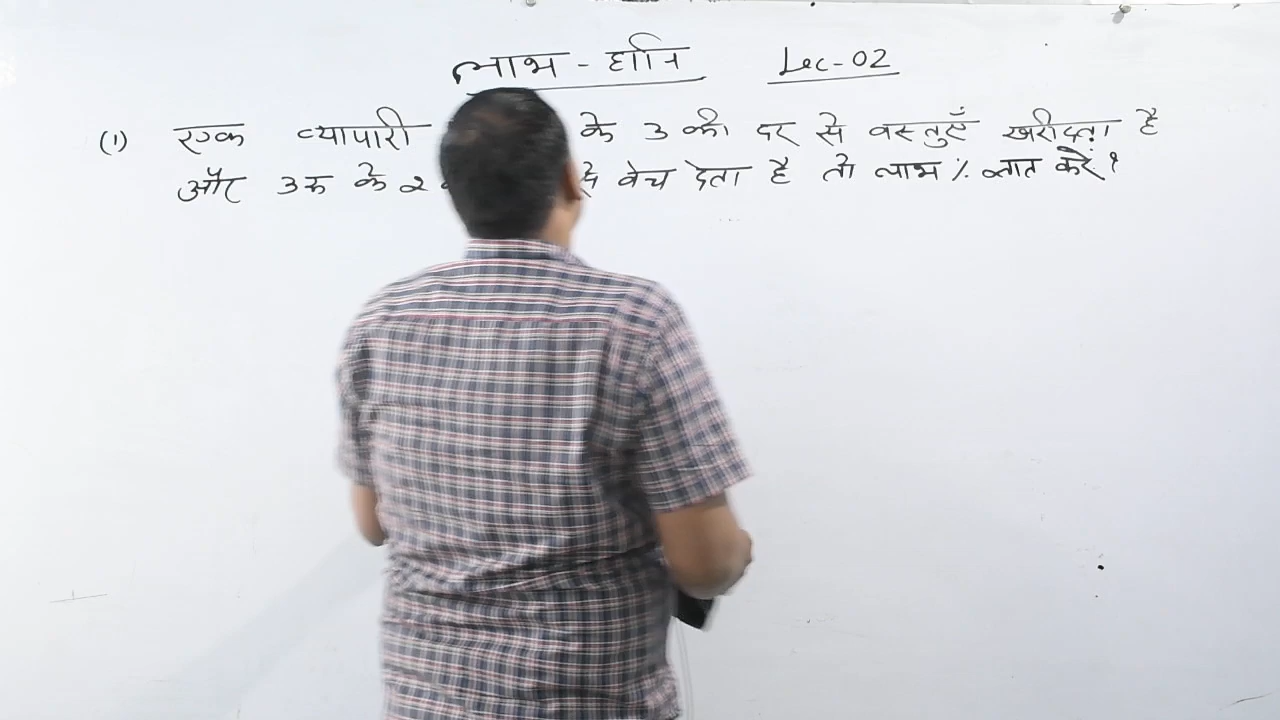 लाभ - हानि Lec-02
(1) एक व्यापारी के 3 की दर से वस्तुएँ खरीदता है
और 3रु के 2 से बेच देता है तो लाभ % ज्ञात करें ?